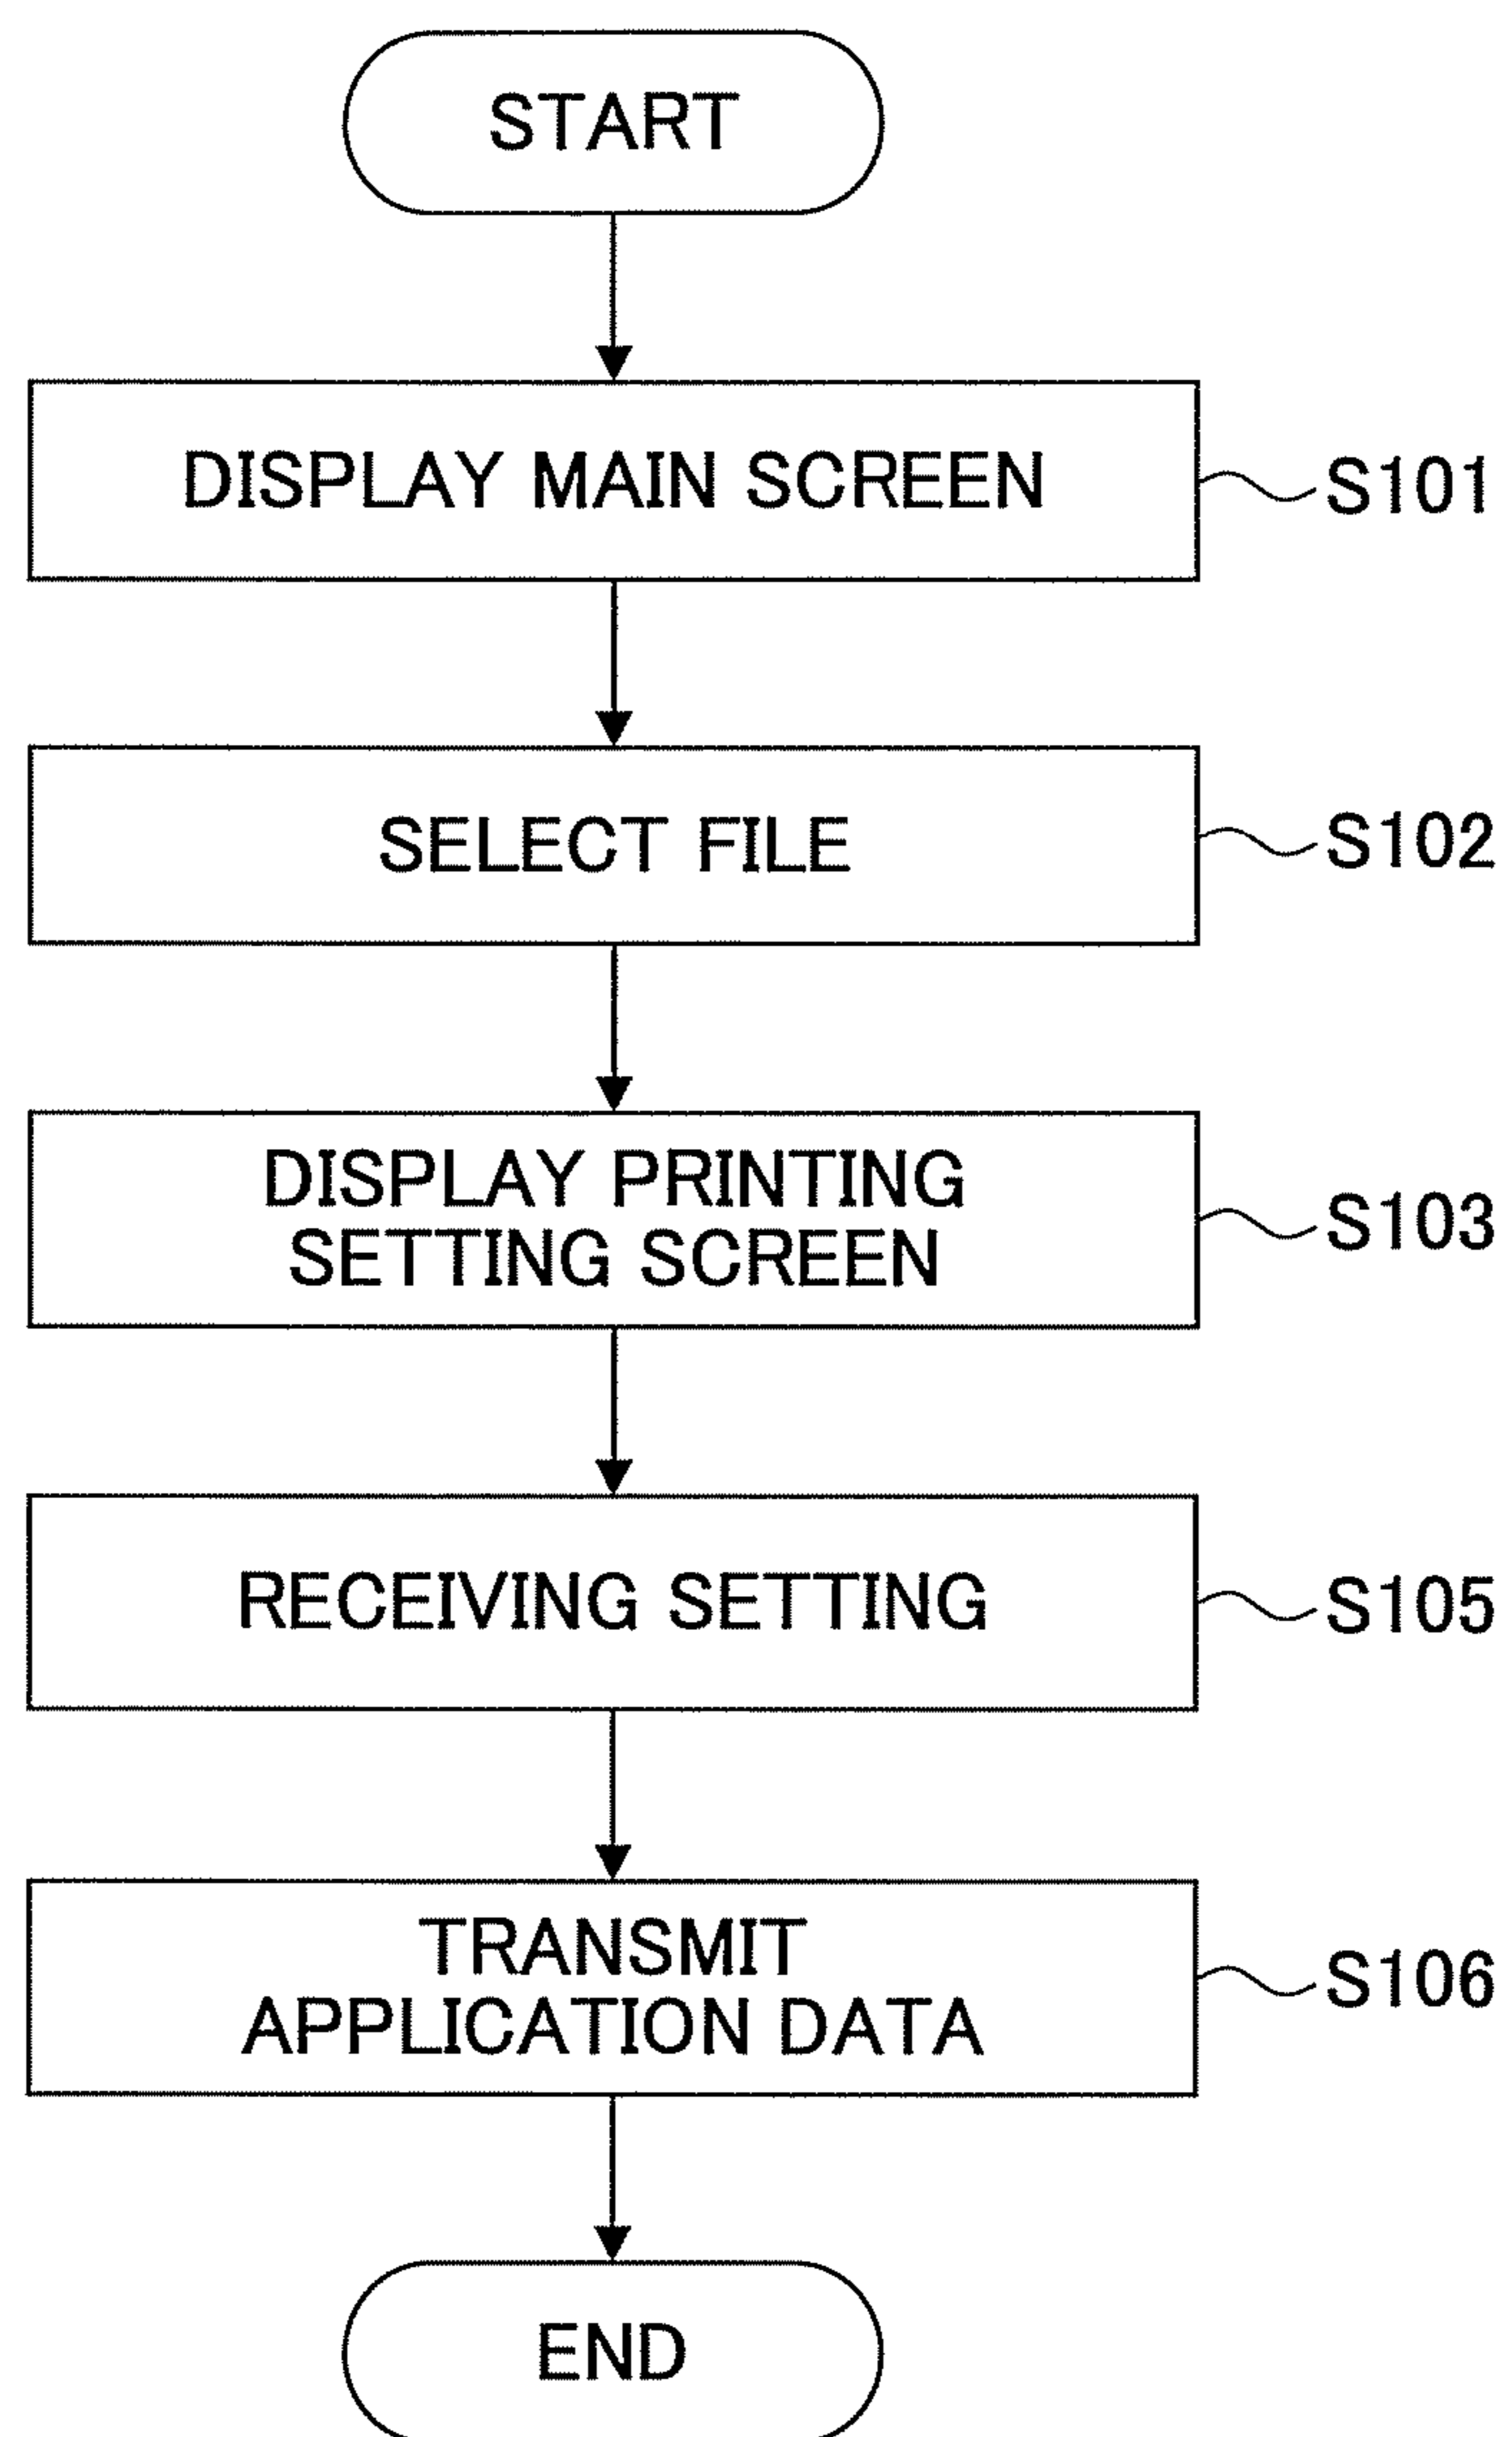 START
DISPLAY MAIN SCREEN
S101
SELECT FILE
S102
DISPLAY PRINTING
SETTING SCREEN
S103
RECEIVING SETTING
S105
TRANSMIT
APPLICATION DATA
S106
END